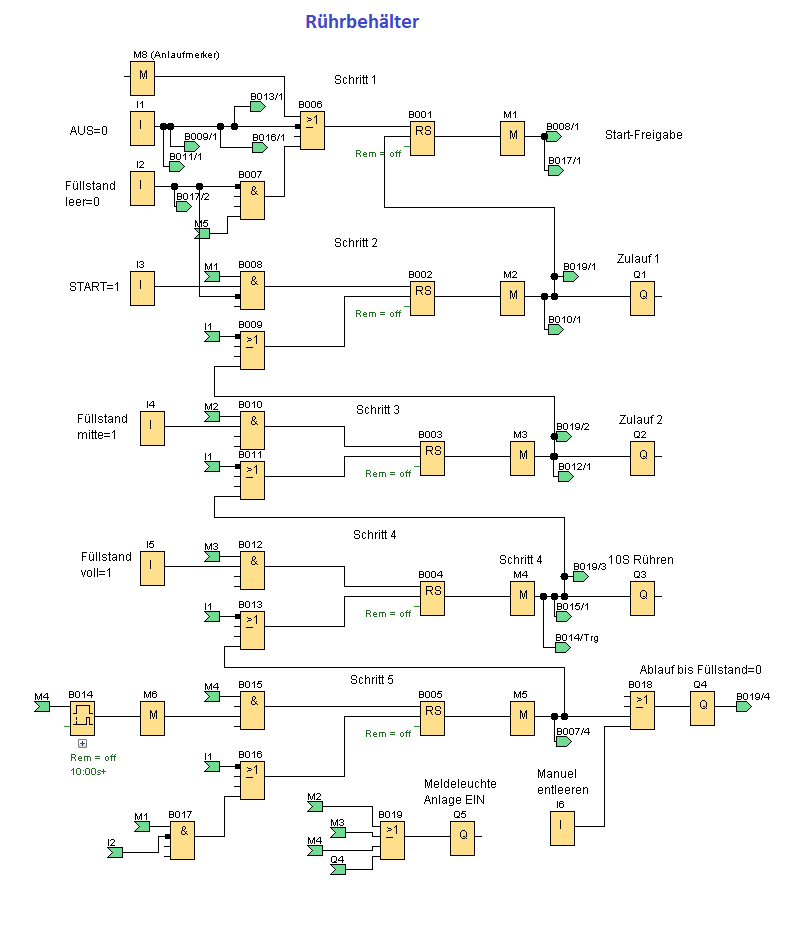 Rührbehälter
M8 (Anlaufmerker)
M
Schritt 1
I1
B013/1
B006
B001
M1
AUS=0
I
>1
RS
M
B008/1
Start-Freigabe
B009/1
B016/1
B011/1
Rem = off
B017/1
I2
B007
Füllstand
leer=0
I
&
B017/2
M5
Schritt 2
I3
M1
B008
B002
M2
B019/1
Zulauf 1
Q1
START=1
I
&
RS
M
Q
Rem = off
B010/1
I1
B009
>1
I4
M2
B010
Schritt 3
B019/2
Zulauf 2
Füllstand
mitte=1
I
&
B003
M3
Q2
I1
B011
RS
M
Q
>1
Rem = off
B012/1
Schritt 4
I5
M3
B012
Füllstand
voll=1
I
&
Schritt 4
10S Rühren
B019/3
B004
M4
Q3
I1
B013
RS
M
Q
>1
Rem = off
B015/1
B014/Trg
Schritt 5
Ablauf bis Füllstand=0
M4
B014
M6
M4
B015
B005
M5
B018
Q4
B019/4
M
&
RS
M
>1
Q
Rem = off
10:00s+
Rem = off
B007/4
I1
B016
>1
Manuel
entleeren
I6
I
Meldeleuchte
Anlage EIN
M1
B017
&
I2
M2
M3
M4
Q4
B019
>1
Q5
Q